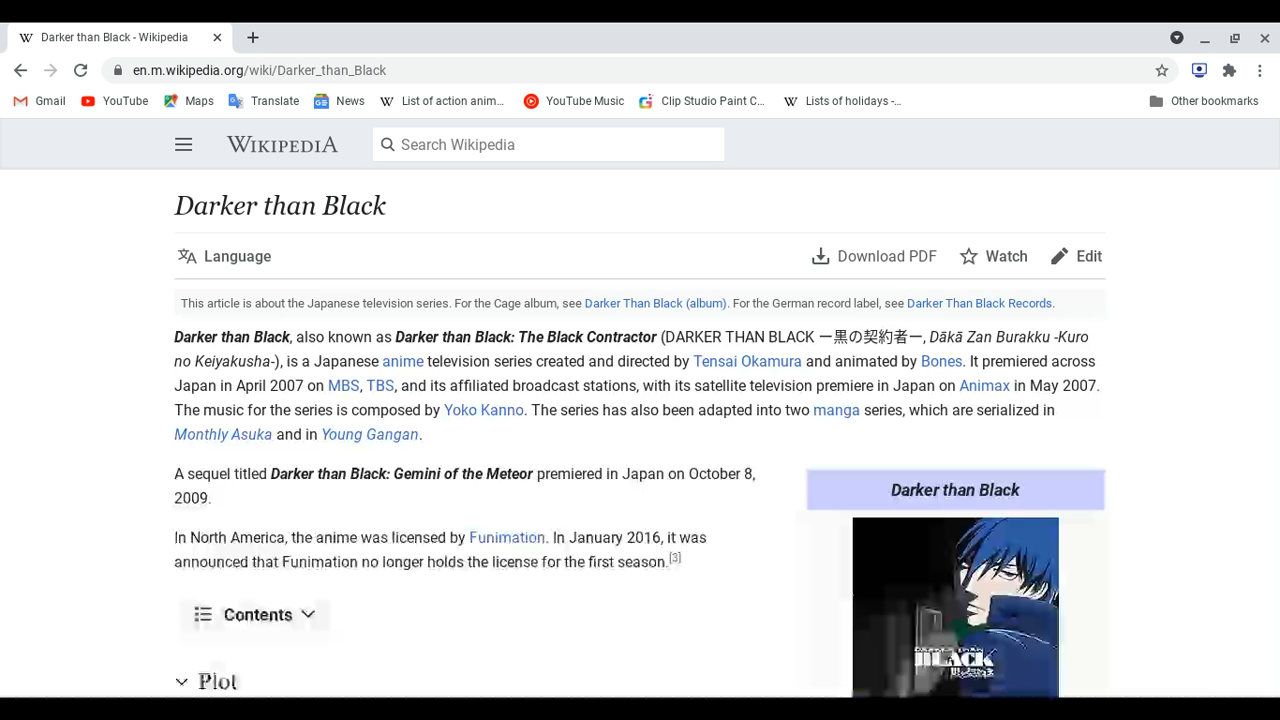 Darker than Black - Wikipedia
en.m.wikipedia.org/wiki/Darker_than_Black
Gmail YouTube Maps Translate News List of action anim... YouTube Music Clip Studio Paint C... Lists of holidays -... Other bookmarks
WIKIPEDIA Search Wikipedia
Darker than Black
Language Download PDF Watch Edit
This article is about the Japanese television series. For the Cage album, see Darker Than Black (album). For the German record label, see Darker Than Black Records.
Darker than Black, also known as Darker than Black: The Black Contractor (DARKER THAN BLACK ー黒の契約者ー, Dākā Zan Burakku -Kuro
no Keiyakusha-), is a Japanese anime television series created and directed by Tensai Okamura and animated by Bones. It premiered across
Japan in April 2007 on MBS, TBS, and its affiliated broadcast stations, with its satellite television premiere in Japan on Animax in May 2007.
The music for the series is composed by Yoko Kanno. The series has also been adapted into two manga series, which are serialized in
Monthly Asuka and in Young Gangan.
A sequel titled Darker than Black: Gemini of the Meteor premiered in Japan on October 8,
2009.
In North America, the anime was licensed by Funimation. In January 2016, it was
announced that Funimation no longer holds the license for the first season.[3]
Contents
Plot
Darker than Black
DARKER THAN
BLACK